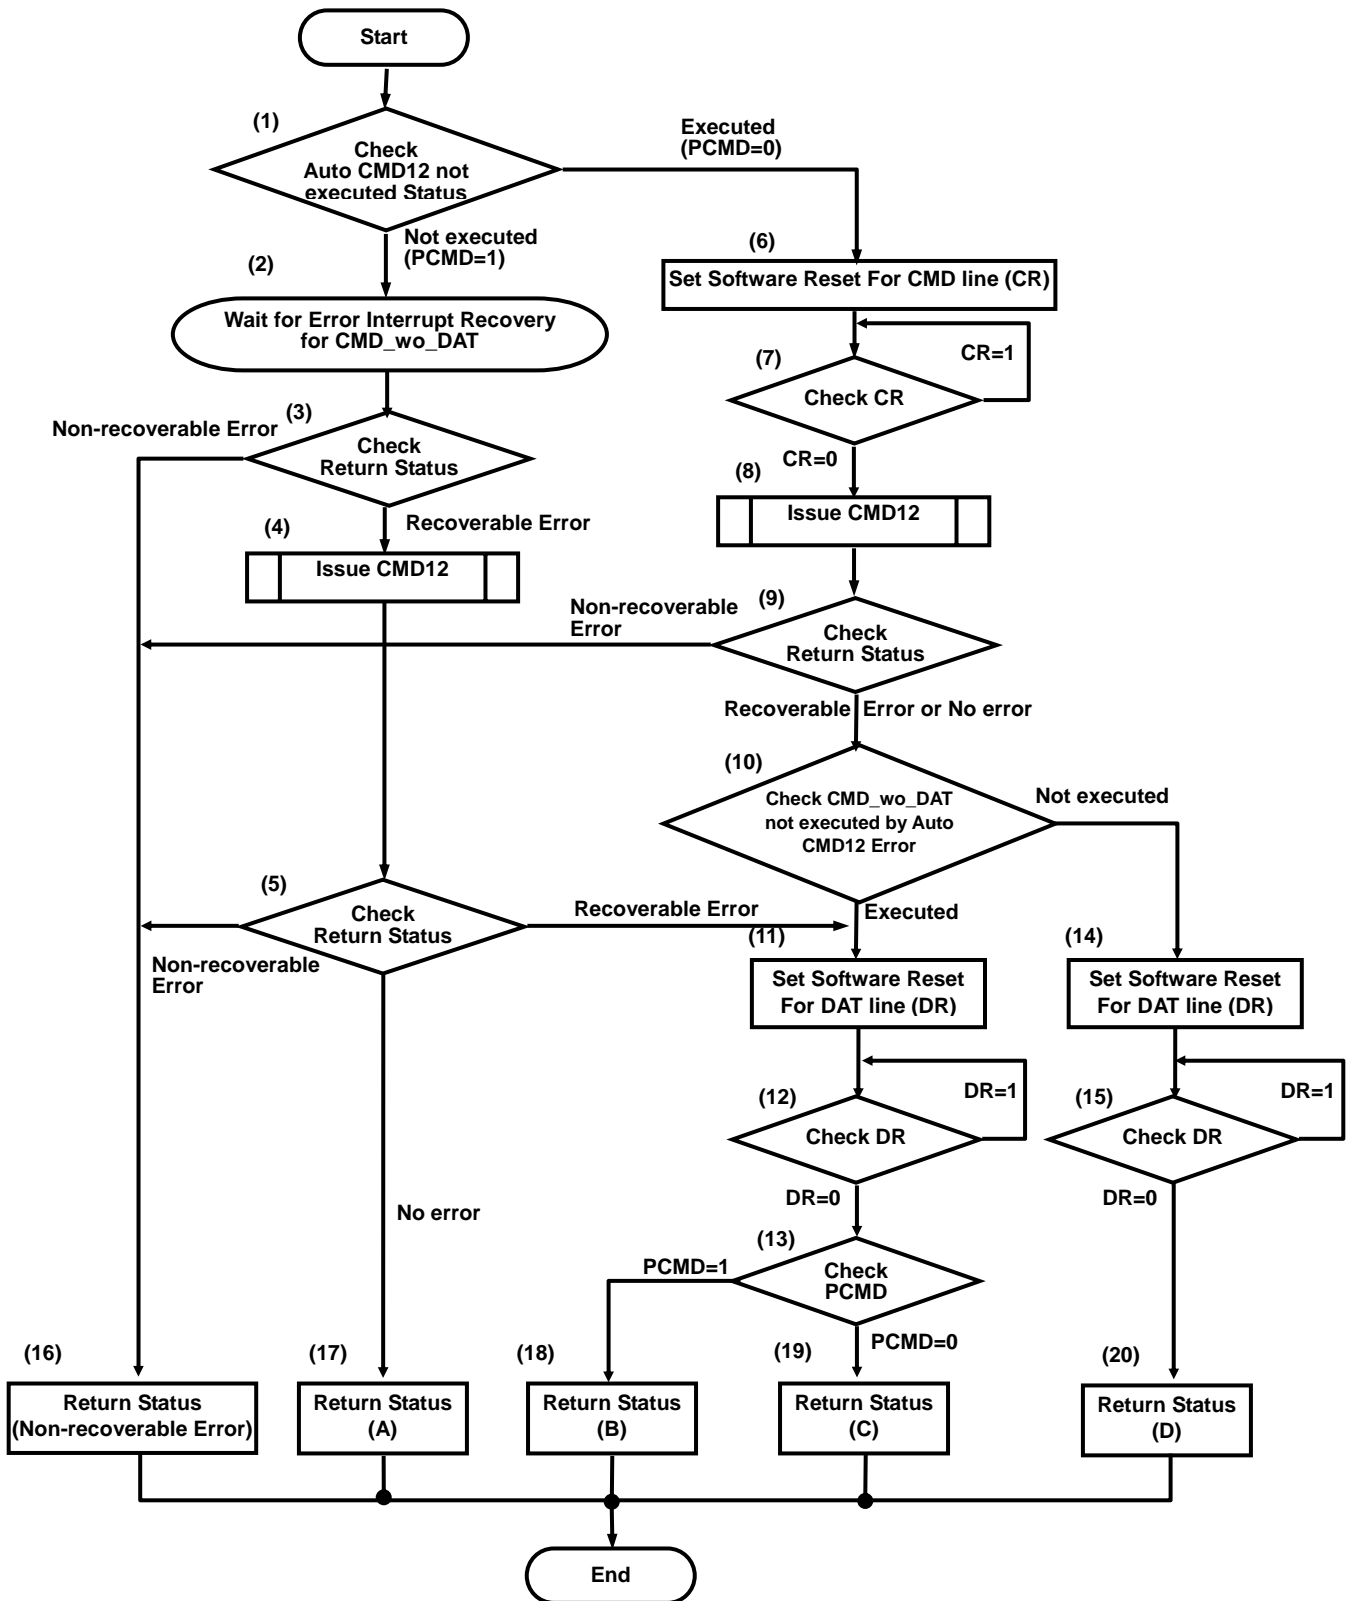 Start
(1)
Check
Auto CMD12 not
executed Status
Executed
(PCMD=0)
Not executed
(PCMD=1)
(2)
Wait for Error Interrupt Recovery
for CMD_wo_DAT
(6)
Set Software Reset For CMD line (CR)
(7)
Check CR
CR=1
CR=0
(3)
Non-recoverable Error
Check
Return Status
Recoverable Error
(4)
Issue CMD12
(8)
Issue CMD12
(9)
Non-recoverable
Error
Check
Return Status
Recoverable Error or No error
(10)
Check CMD_wo_DAT
not executed by Auto
CMD12 Error
Not executed
Executed
(5)
Check
Return Status
Recoverable Error
Non-recoverable
Error
No error
(11)
Set Software Reset
For DAT line (DR)
(14)
Set Software Reset
For DAT line (DR)
(12)
Check DR
DR=1
DR=0
(15)
Check DR
DR=1
DR=0
(13)
Check
PCMD
PCMD=1
PCMD=0
(16)
Return Status
(Non-recoverable Error)
(17)
Return Status
(A)
(18)
Return Status
(B)
(19)
Return Status
(C)
(20)
Return Status
(D)
End